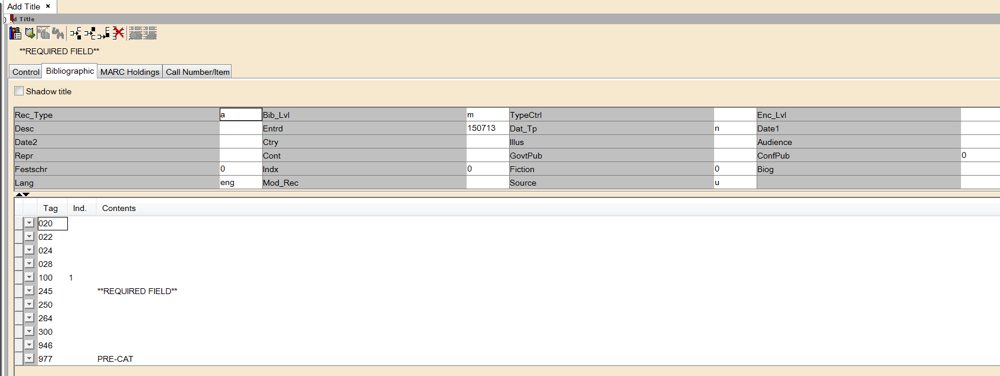 Add Title ×
d Title
**REQUIRED FIELD**
Control Bibliographic MARC Holdings Call Number/Item
Shadow title
Rec_Type a Bib_Lvl m TypeCtrl Enc_Lvl
Desc Entrd 150713 Dat_Tp n Date1
Date2 Ctry Illus Audience
Repr Cont GovtPub ConfPub 0
Festschr 0 Indx 0 Fiction 0 Biog
Lang eng Mod_Rec Source u
Tag Ind. Contents
020
022
024
028
100 1
245 **REQUIRED FIELD**
250
264
300
946
977 PRE-CAT